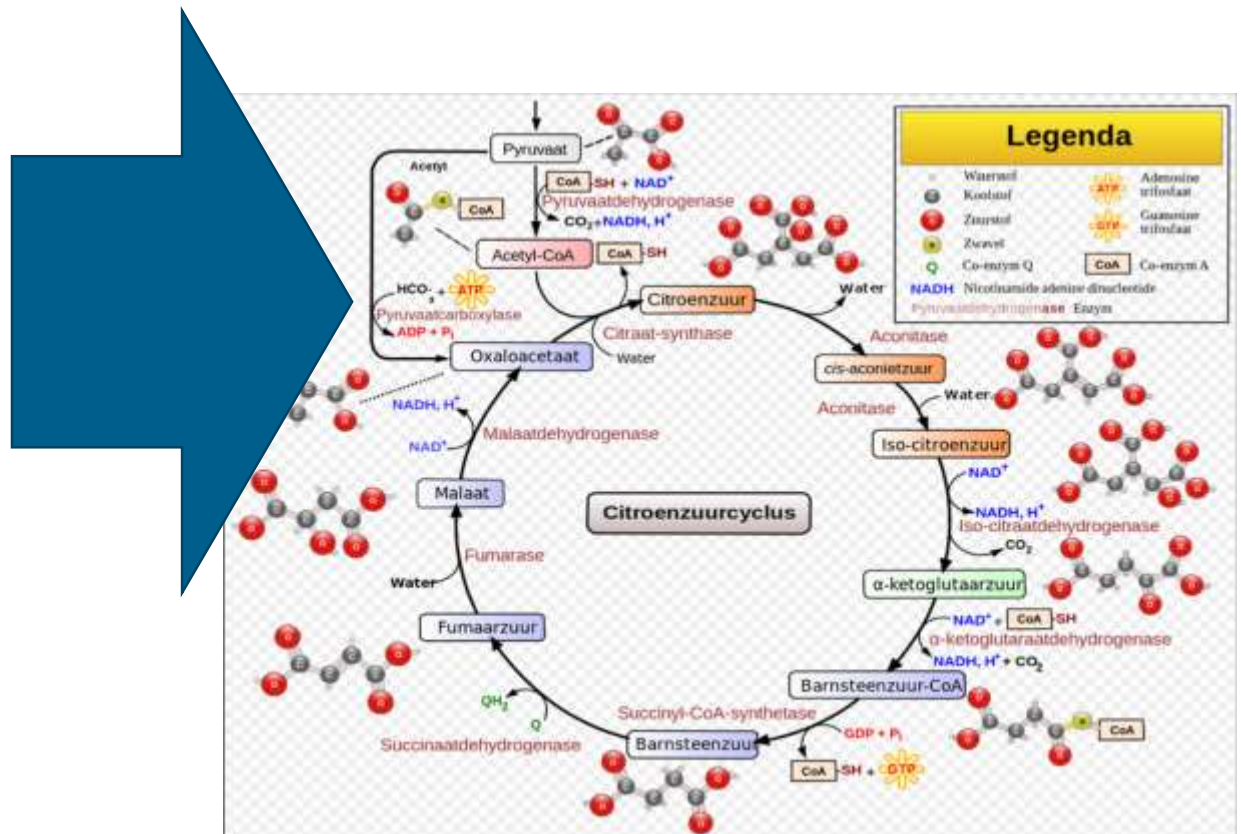 Pyruvaat
Acetyl
CoA -SH + NAD⁺
Pyruvaatdehydrogenase
CO₂+NADH, H⁺
CoA
Acetyl-CoA
CoA -SH
HCO₃⁻ + ATP
Pyruvaatcarboxylase
ADP + Pᵢ
Citraat-synthase
Water
Oxaloacetaat
Citroenzuur
Water
Aconitase
cis-aconietzuur
Water
Aconitase
Iso-citroenzuur
NAD⁺
NADH, H⁺
Iso-citraatdehydrogenase
CO₂
α-ketoglutaarzuur
NAD⁺ + CoA -SH
α-ketoglutaraatdehydrogenase
NADH, H⁺ + CO₂
Barnsteenzuur-CoA
CoA
GDP + Pᵢ
Succinyl-CoA-synthetase
CoA -SH + GTP
Barnsteenzuur
Q
QH₂
Succinaatdehydrogenase
Fumaarzuur
Water
Fumarase
Malaat
NAD⁺
Malaatdehydrogenase
NADH, H⁺
Citroenzuurcyclus
Legenda
Waterstof
Koolstof
Zuurstof
Zwavel
Q Co-enzym Q
NADH Nicotinamide adenine dinucleotide
Pyruvaatdehydrogenase Enzym
ATP Adenosine
trifosfaat
GTP Guanosine
trifosfaat
CoA Co-enzym A